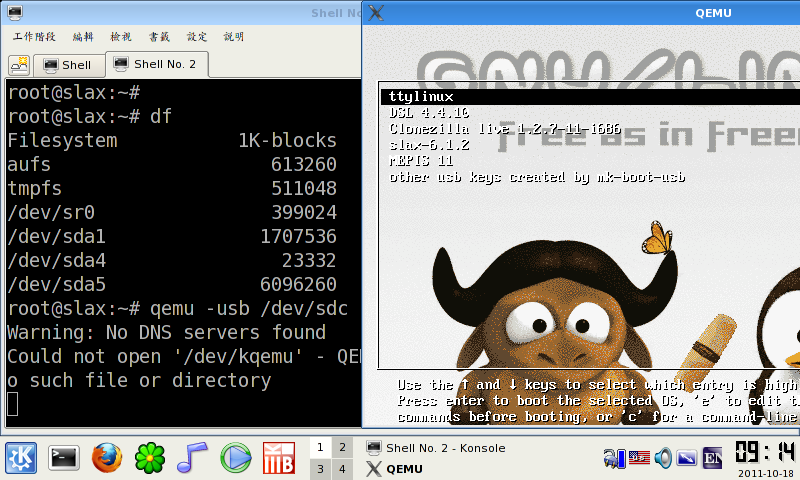 Shell No
QEMU
工作階段 編輯 檢視 書籤 設定 說明
Shell
Shell No. 2
root@slax:~#
root@slax:~# df
Filesystem 1K-blocks
aufs 613260
tmpfs 511048
/dev/sr0 399024
/dev/sda1 1707536
/dev/sda4 23332
/dev/sda5 6096260
root@slax:~# qemu -usb /dev/sdc
Warning: No DNS servers found
Could not open '/dev/kqemu' - QE
o such file or directory
ttylinux
DSL 4.4.10
Clonezilla live 1.2.7-11-i686
slax-6.1.2
rEPIS 11
other usb keys created by mk-boot-usb
free as in Free
Use the ↑ and ↓ keys to select which entry is high
Press enter to boot the selected OS, 'e' to edit t
commands before booting, or 'c' for a command-line
1 2
3 4
Shell No. 2 - Konsole
QEMU
EN
09:14
2011-10-18